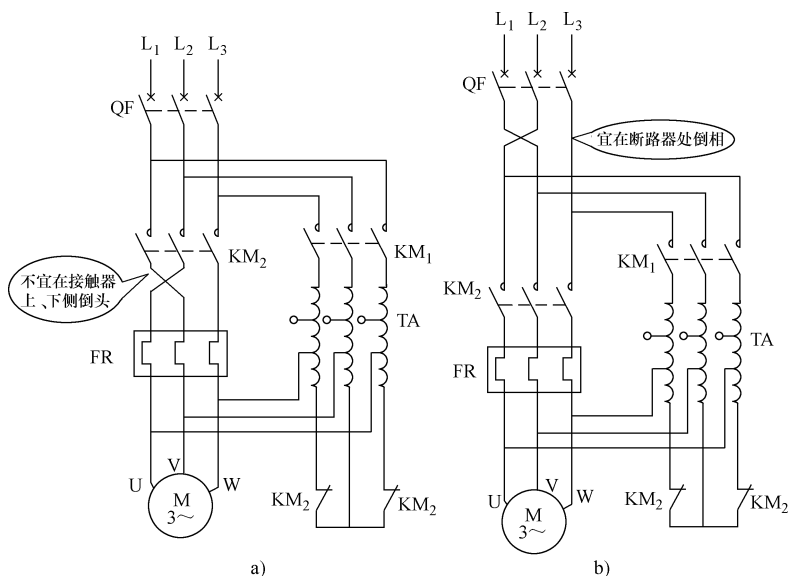 L₁ L₂ L₃
QF
KM₂
KM₁
不宜在接触器
上、下侧倒头
TA
FR
U V W
M
3～
KM₂
KM₂
a)
L₁ L₂ L₃
QF
宜在断路器处倒相
KM₁
KM₂
TA
FR
U V W
M
3～
KM₂
KM₂
b)